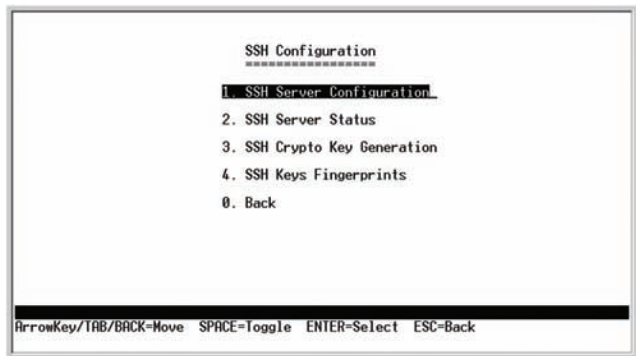 SSH Configuration
=================
1. SSH Server Configuration_
2. SSH Server Status
3. SSH Crypto Key Generation
4. SSH Keys Fingerprints
0. Back
ArrowKey/TAB/BACK=Move  SPACE=Toggle  ENTER=Select  ESC=Back